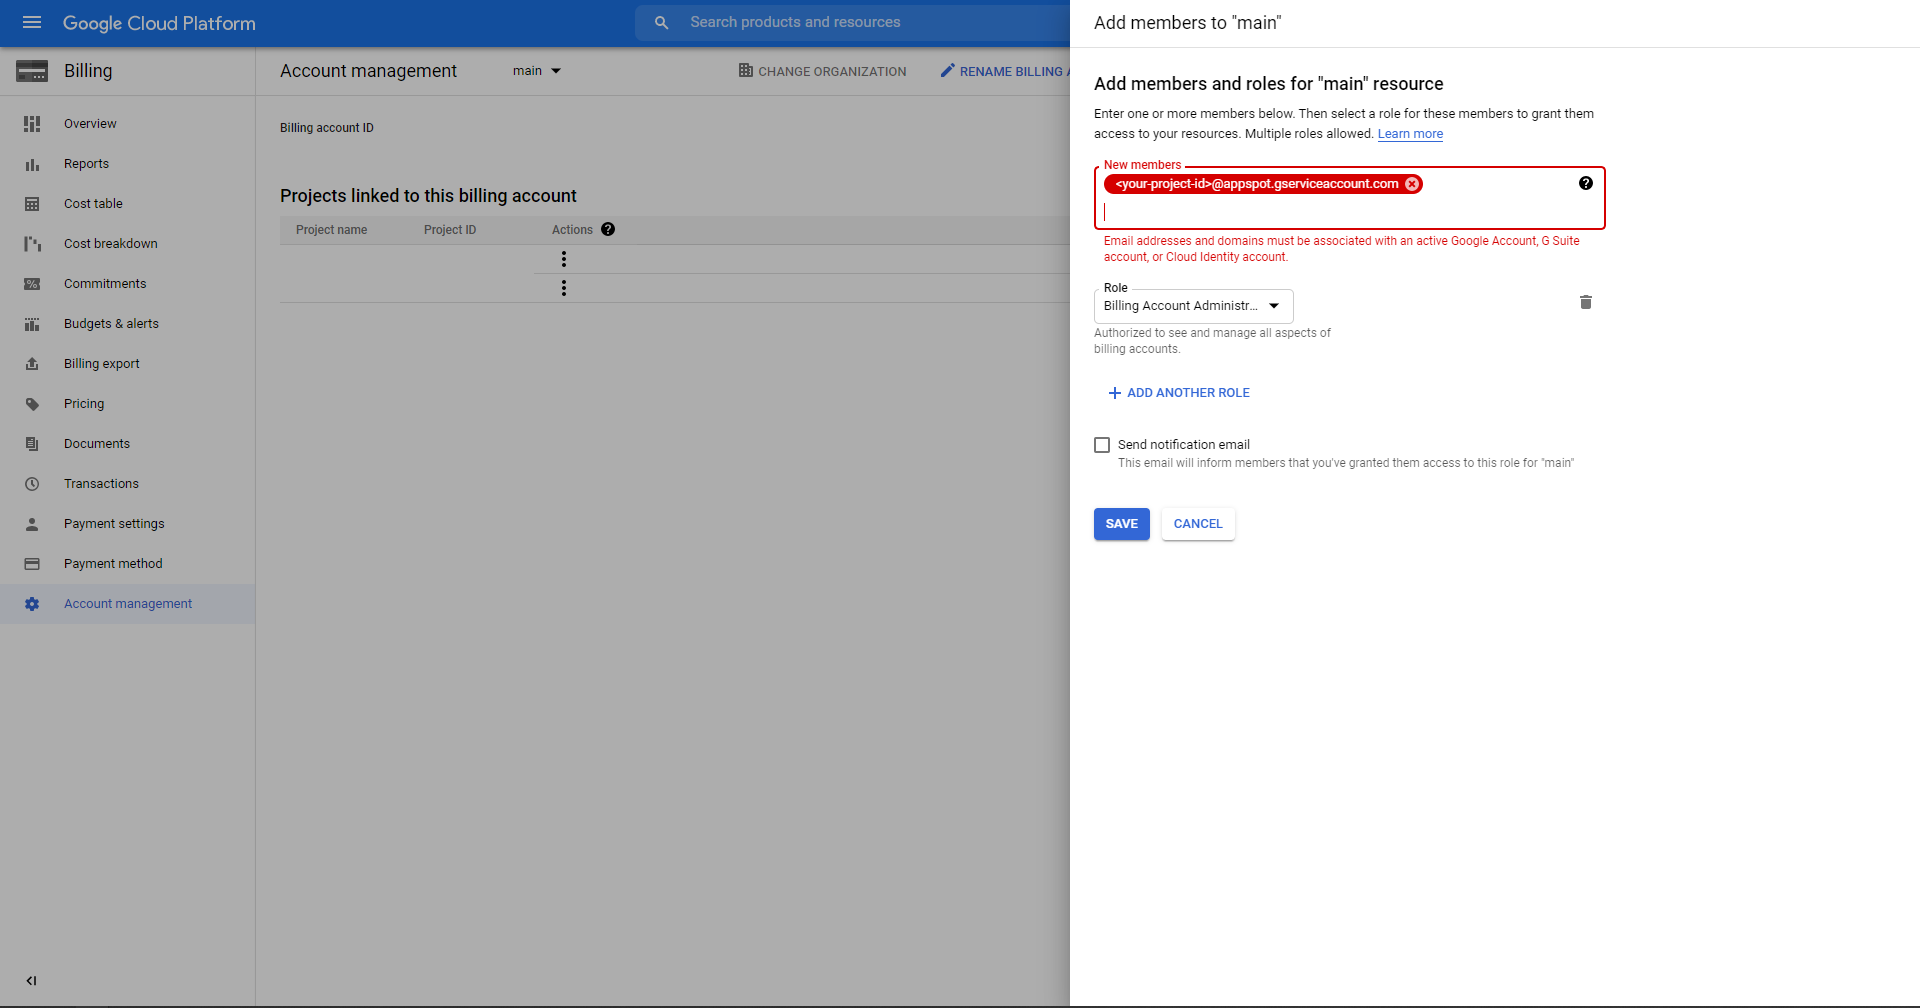 Google Cloud Platform
Search products and resources
Billing
Overview
Reports
Cost table
Cost breakdown
Commitments
Budgets & alerts
Billing export
Pricing
Documents
Transactions
Payment settings
Payment method
Account management
Account management
main
CHANGE ORGANIZATION
RENAME BILLING A
Billing account ID
Projects linked to this billing account
Project name
Project ID
Actions
Add members to "main"
Add members and roles for "main" resource
Enter one or more members below. Then select a role for these members to grant them
access to your resources. Multiple roles allowed. Learn more
New members
<your-project-id>@appspot.gserviceaccount.com
Email addresses and domains must be associated with an active Google Account, G Suite
account, or Cloud Identity account.
Role
Billing Account Administr...
Authorized to see and manage all aspects of
billing accounts.
ADD ANOTHER ROLE
Send notification email
This email will inform members that you've granted them access to this role for "main"
SAVE
CANCEL